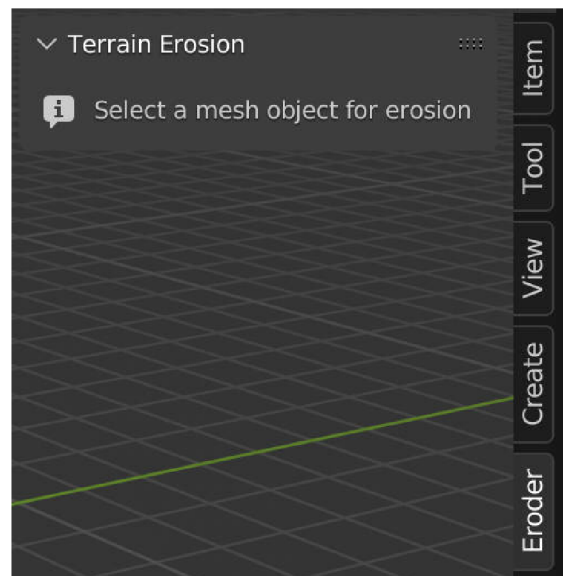 Terrain Erosion
Select a mesh object for erosion
Item
Tool
View
Create
Eroder